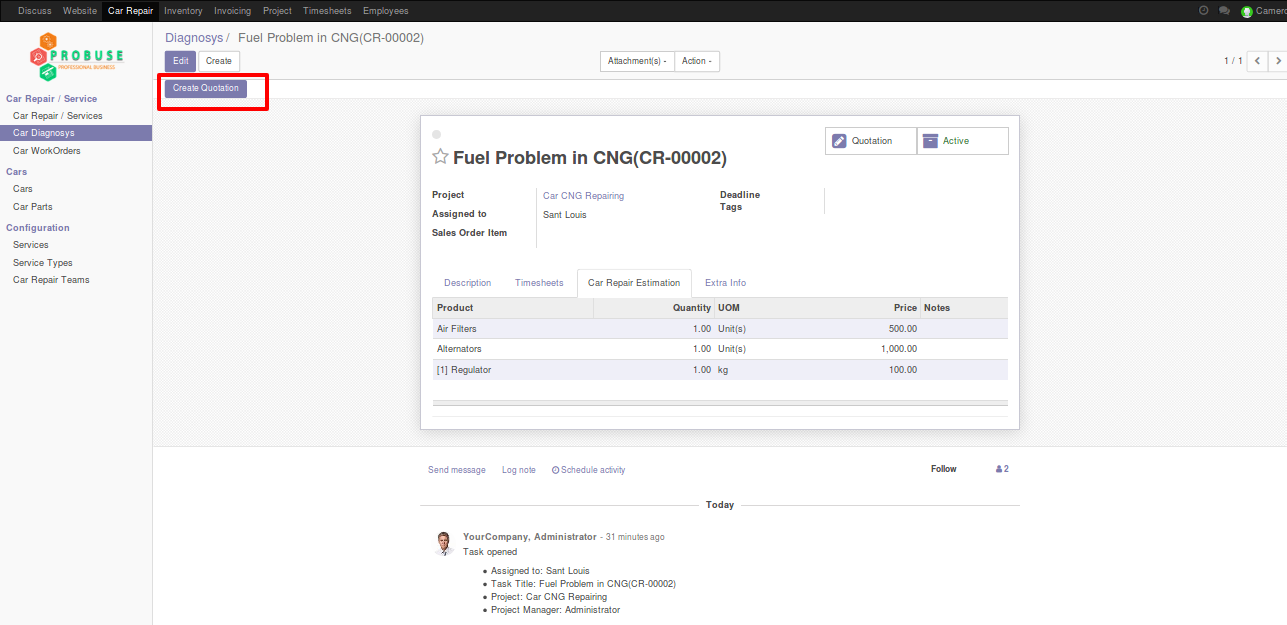 Discuss Website Car Repair Inventory Invoicing Project Timesheets Employees Camero
PROBUSE
PROFESSIONAL BUSINESS
Diagnosys / Fuel Problem in CNG(CR-00002)
Edit Create Attachment(s) Action 1 / 1
Create Quotation
Car Repair / Service
Car Repair / Services
Car Diagnosys
Car WorkOrders
Cars
Cars
Car Parts
Configuration
Services
Service Types
Car Repair Teams
Quotation Active
Fuel Problem in CNG(CR-00002)
Project Car CNG Repairing Deadline
Assigned to Sant Louis Tags
Sales Order Item
Description Timesheets Car Repair Estimation Extra Info
Product Quantity UOM Price Notes
Air Filters 1.00 Unit(s) 500.00
Alternators 1.00 Unit(s) 1,000.00
[1] Regulator 1.00 kg 100.00
Send message Log note Schedule activity Follow 2
Today
YourCompany, Administrator - 31 minutes ago
Task opened
• Assigned to: Sant Louis
• Task Title: Fuel Problem in CNG(CR-00002)
• Project: Car CNG Repairing
• Project Manager: Administrator